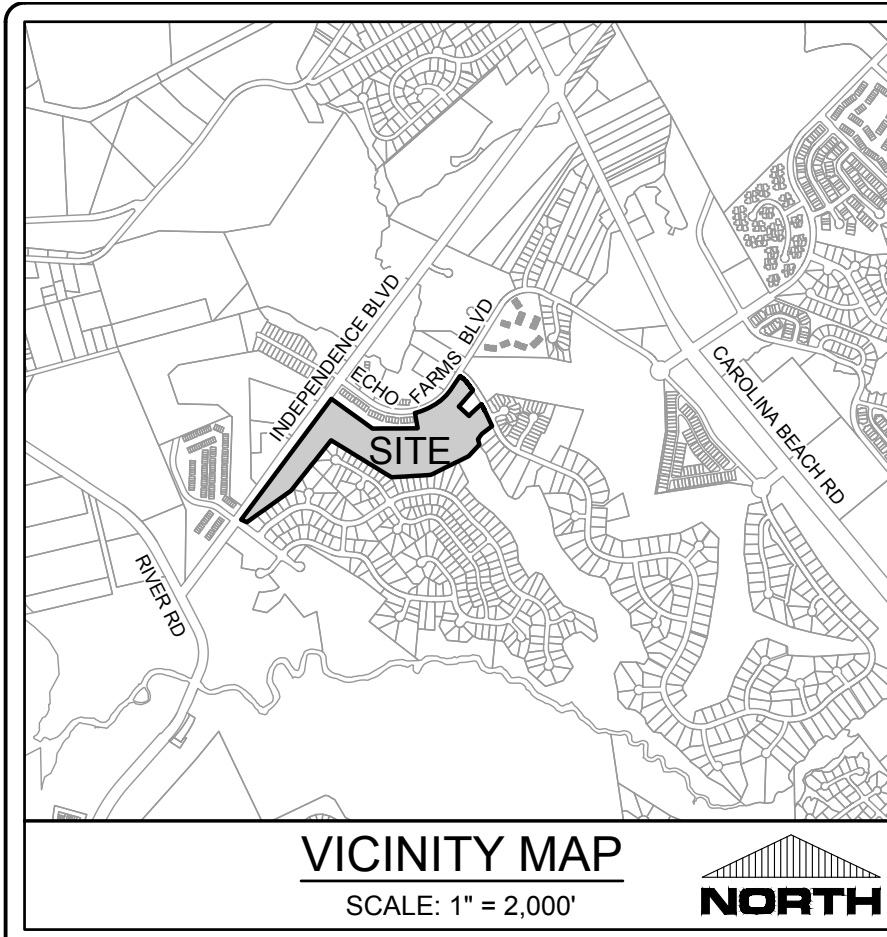 INDEPENDENCE BLVD
ECHO FARMS BLVD
CAROLINA BEACH RD
SITE
RIVER RD
VICINITY MAP
SCALE: 1" = 2,000'
NORTH